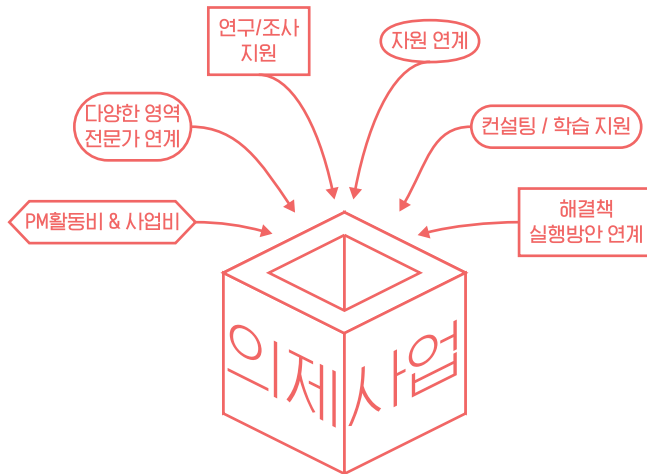 연구/조사
지원
자원 연계
다양한 영역
전문가 연계
컨설팅 / 학습 지원
PM활동비 & 사업비
해결책
실행방안 연계
의제사업